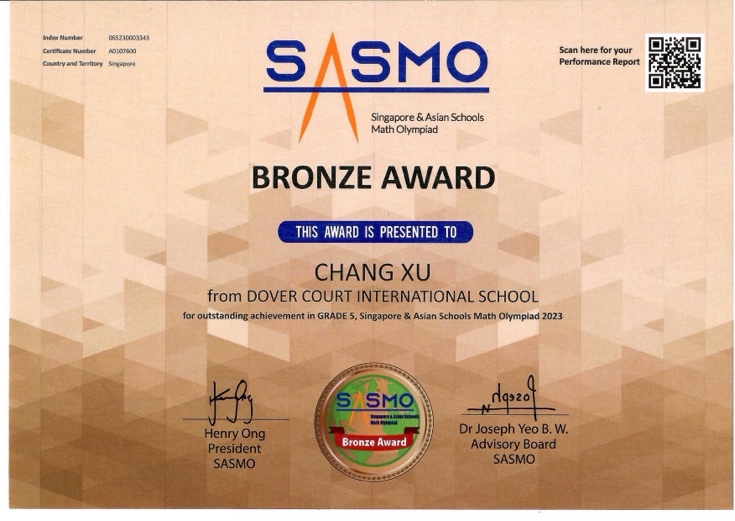 Index Number 065230003343
Certificate Number A0107600
Country and Territory Singapore
Scan here for your
Performance Report
SASMO
Singapore & Asian Schools
Math Olympiad
BRONZE AWARD
THIS AWARD IS PRESENTED TO
CHANG XU
from DOVER COURT INTERNATIONAL SCHOOL
for outstanding achievement in GRADE 5, Singapore & Asian Schools Math Olympiad 2023
Henry Ong
President
SASMO
SASMO
Singapore & Asian Schools
Math Olympiad
Bronze Award
Dr Joseph Yeo B. W.
Advisory Board
SASMO